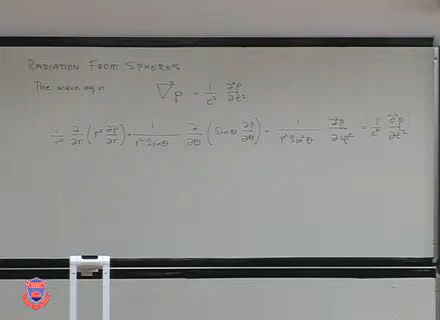 RADIATION FROM SPHERES
The wave eqn ∇²p = 1/c² ∂²p/∂t²
1/r² ∂/∂r (r² ∂p/∂r) + 1/(r² Sinθ) ∂/∂θ (Sinθ ∂p/∂θ) + 1/(r² Sin²θ) ∂²p/∂φ² = 1/c² ∂²p/∂t²